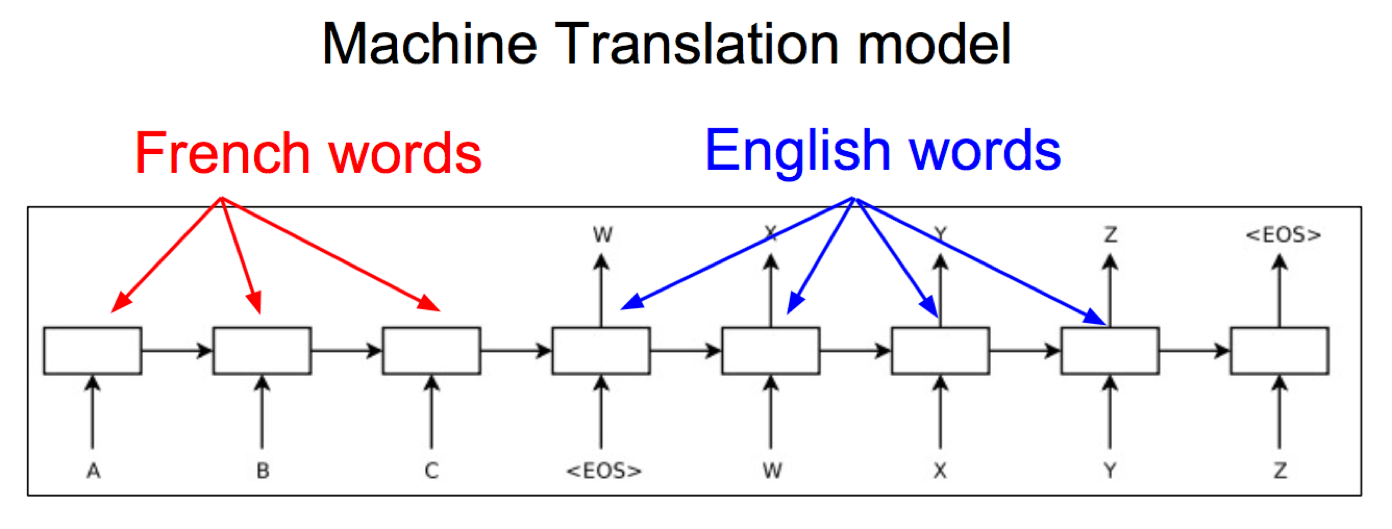 Machine Translation model
French words
English words
W X Y Z <EOS>
A B C <EOS> W X Y Z